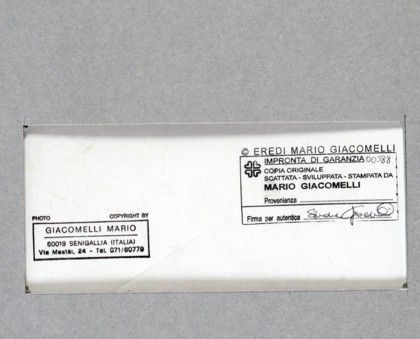 © EREDI MARIO GIACOMELLI
IMPRONTA DI GARANZIA 00388
COPIA ORIGINALE
SCATTATA - SVILUPPATA - STAMPATA DA
MARIO GIACOMELLI
Provenienza
Firma per autentica
PHOTO COPYRIGHT BY
GIACOMELLI MARIO
60019 SENIGALLIA (ITALIA)
Via Mastai, 24 - Tel. 071/60779